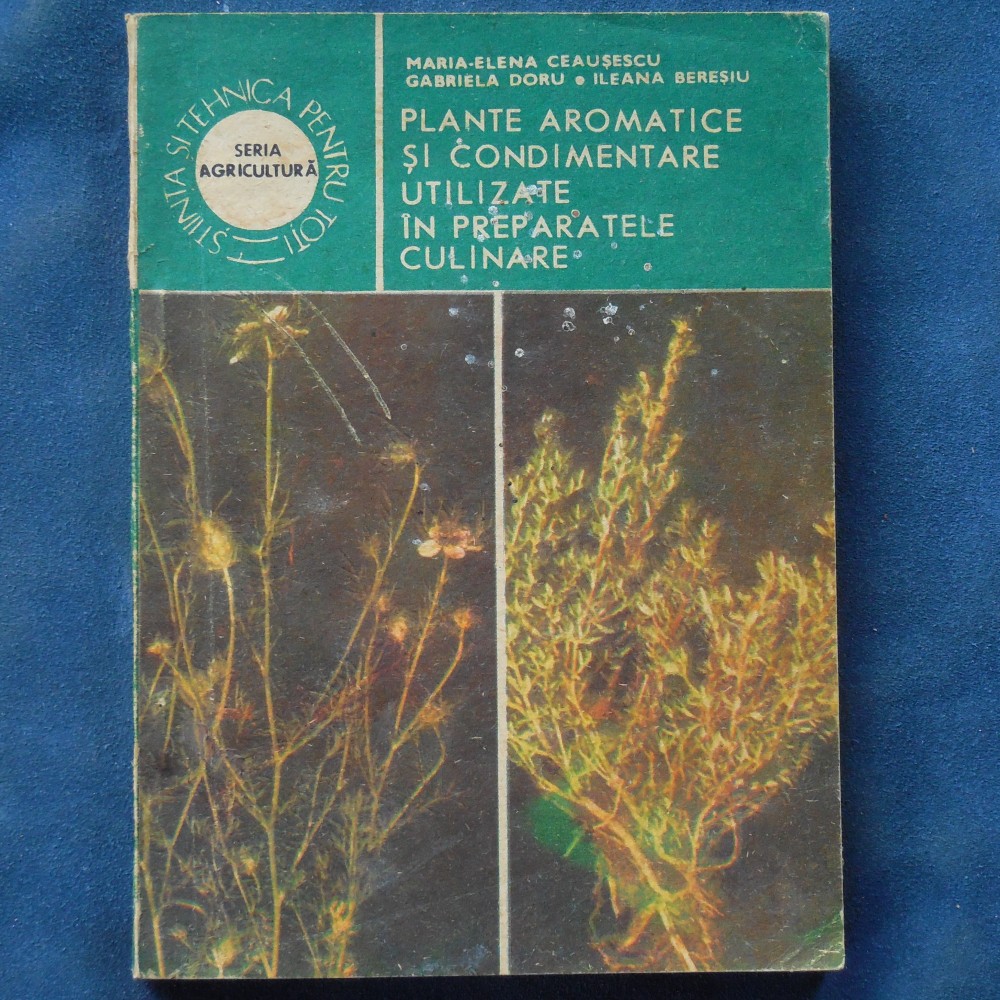 MARIA-ELENA CEAUȘESCU
GABRIELA DORU • ILEANA BEREȘIU
PLANTE AROMATICE
ȘI CONDIMENTARE
UTILIZATE
ÎN PREPARATELE
CULINARE
ȘTIINȚA ȘI TEHNICA PENTRU TOȚI
SERIA
AGRICULTURĂ